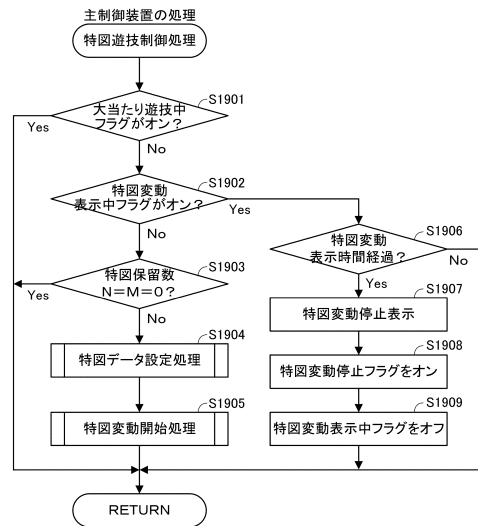 主制御装置の処理
特図遊技制御処理
S1901
大当たり遊技中
フラグがオン？
Yes
No
S1902
特図変動
表示中フラグがオン？
Yes
No
S1903
特図保留数
N＝M＝0？
Yes
No
S1904
特図データ設定処理
S1905
特図変動開始処理
S1906
特図変動
表示時間経過？
No
Yes
S1907
特図変動停止表示
S1908
特図変動停止フラグをオン
S1909
特図変動表示中フラグをオフ
RETURN